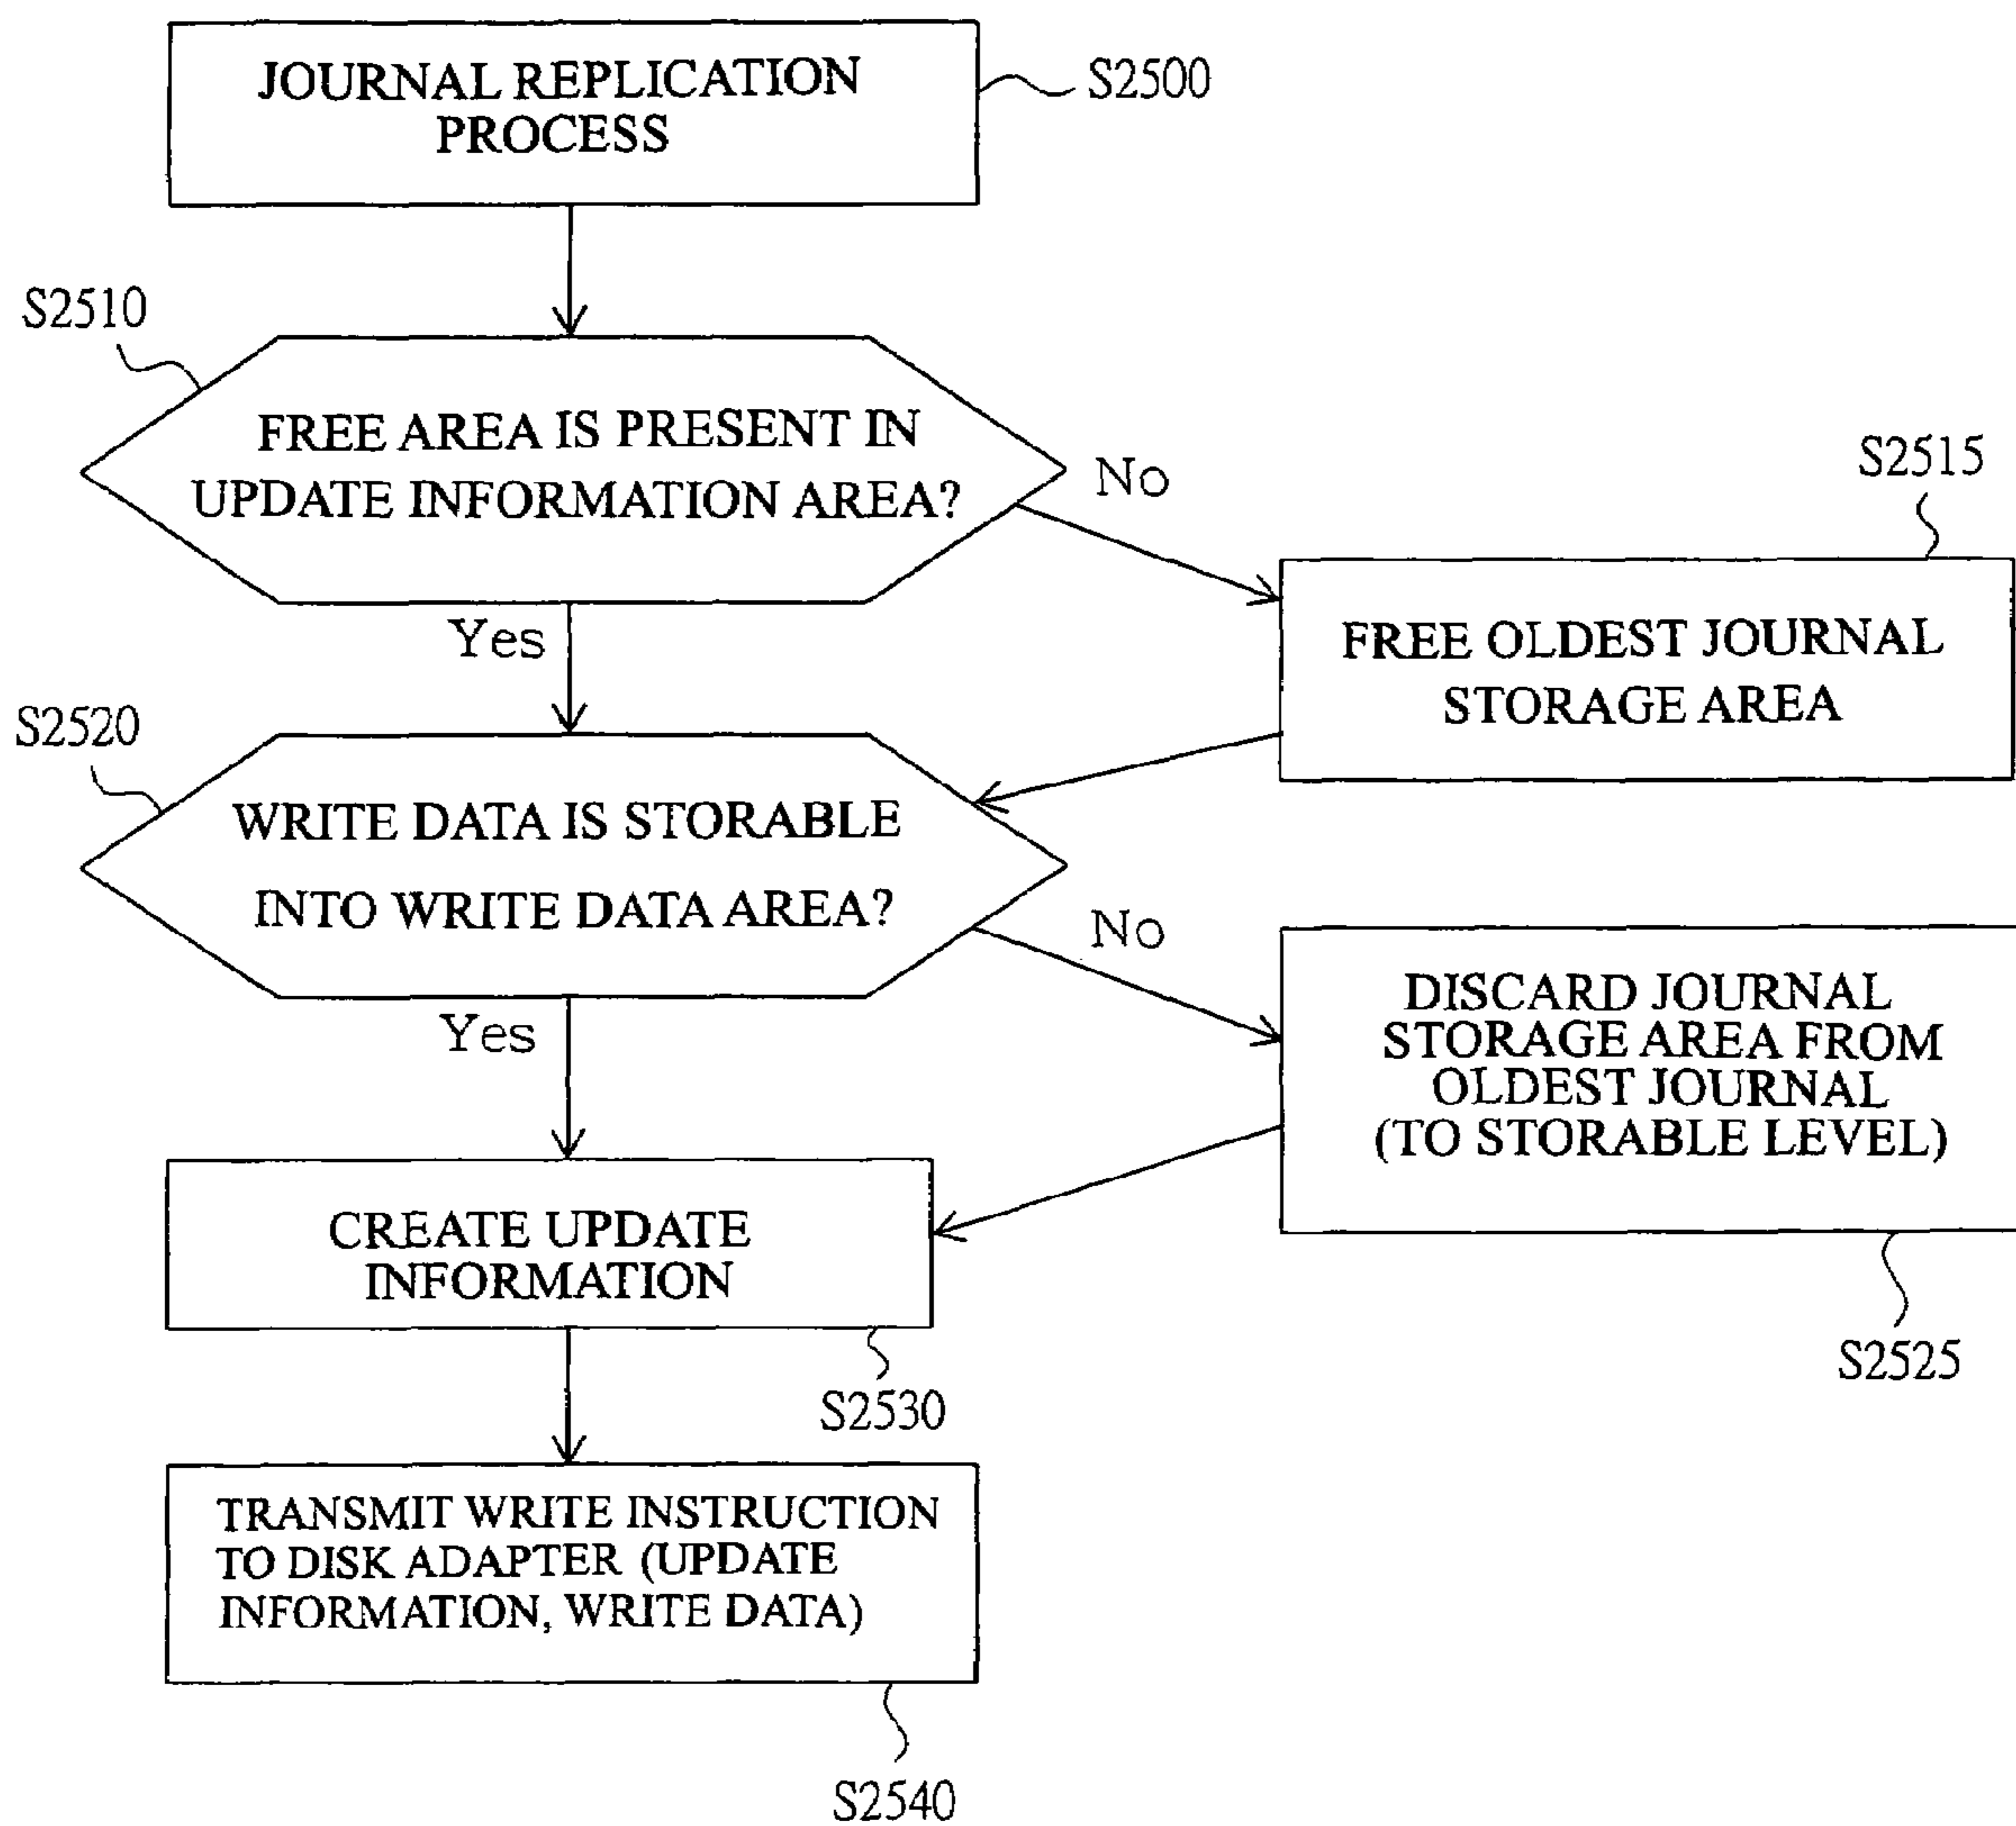 JOURNAL REPLICATION
PROCESS
S2500
S2510
FREE AREA IS PRESENT IN
UPDATE INFORMATION AREA?
No
S2515
Yes
FREE OLDEST JOURNAL
STORAGE AREA
S2520
WRITE DATA IS STORABLE
INTO WRITE DATA AREA?
No
DISCARD JOURNAL
STORAGE AREA FROM
OLDEST JOURNAL
(TO STORABLE LEVEL)
Yes
S2525
CREATE UPDATE
INFORMATION
S2530
TRANSMIT WRITE INSTRUCTION
TO DISK ADAPTER (UPDATE
INFORMATION, WRITE DATA)
S2540